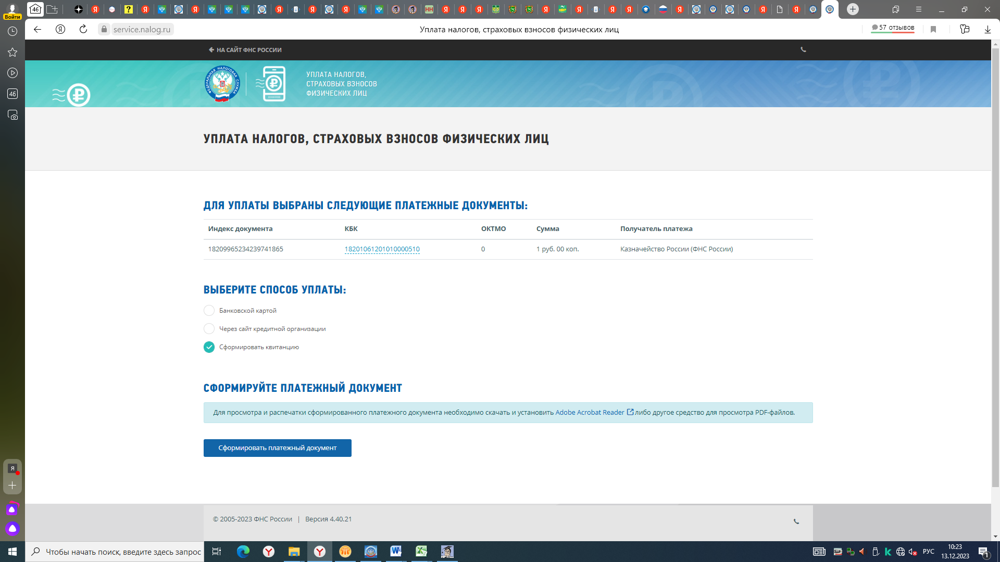 46
Войти
service.nalog.ru
Уплата налогов, страховых взносов физических лиц
57 отзывов
46
НА САЙТ ФНС РОССИИ
ФЕДЕРАЛЬНАЯ НАЛОГОВАЯ СЛУЖБА
УПЛАТА НАЛОГОВ,
СТРАХОВЫХ ВЗНОСОВ
ФИЗИЧЕСКИХ ЛИЦ
УПЛАТА НАЛОГОВ, СТРАХОВЫХ ВЗНОСОВ ФИЗИЧЕСКИХ ЛИЦ
ДЛЯ УПЛАТЫ ВЫБРАНЫ СЛЕДУЮЩИЕ ПЛАТЕЖНЫЕ ДОКУМЕНТЫ:
Индекс документа КБК ОКТМО Сумма Получатель платежа
18209965234239741865 18201061201010000510 0 1 руб. 00 коп. Казначейство России (ФНС России)
ВЫБЕРИТЕ СПОСОБ УПЛАТЫ:
Банковской картой
Через сайт кредитной организации
Сформировать квитанцию
СФОРМИРУЙТЕ ПЛАТЕЖНЫЙ ДОКУМЕНТ
Для просмотра и распечатки сформированного платежного документа необходимо скачать и установить Adobe Acrobat Reader либо другое средство для просмотра PDF-файлов.
Сформировать платежный документ
© 2005-2023 ФНС России | Версия 4.40.21
Чтобы начать поиск, введите здесь запрос
РУС
10:23
13.12.2023
1